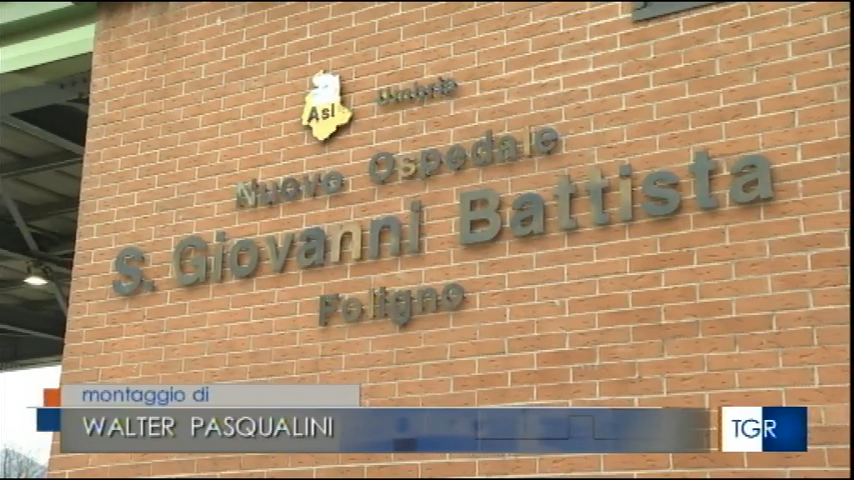 Asl Umbria
Nuovo Ospedale
S. Giovanni Battista
Foligno
montaggio di
WALTER PASQUALINI
TGR